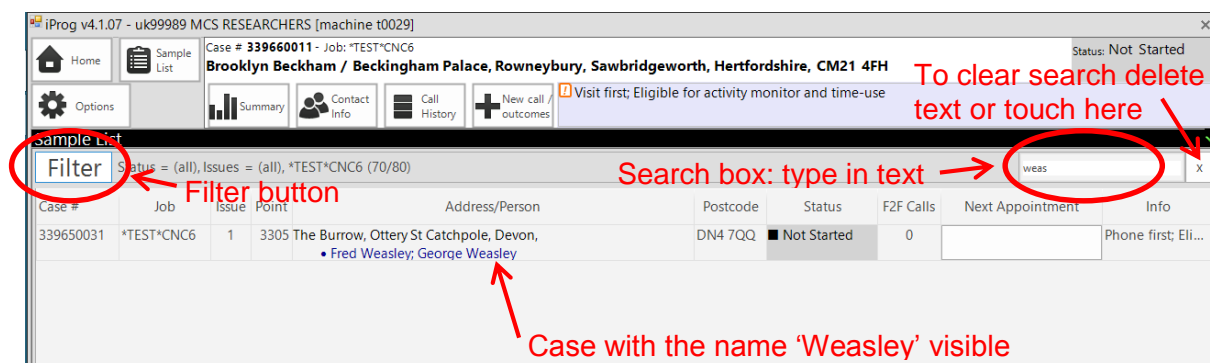 iProg v4.1.07 - uk99989 MCS RESEARCHERS [machine t0029]
x
Home
Sample
List
Case # 339660011 - Job: *TEST*CNC6
Status: Not Started
Brooklyn Beckham / Beckingham Palace, Rowneybury, Sawbridgeworth, Hertfordshire, CM21 4FH
To clear search delete
text or touch here
Options
Summary
Contact
Info
Call
History
New call /
outcomes
Visit first; Eligible for activity monitor and time-use
Sample List
Filter
Status = (all), Issues = (all), *TEST*CNC6 (70/80)
Filter button
Search box: type in text
weas
x
Case # Job Issue Point Address/Person Postcode Status F2F Calls Next Appointment Info
339650031 *TEST*CNC6 1 3305 The Burrow, Ottery St Catchpole, Devon, DN4 7QQ Not Started 0 Phone first; Eli...
• Fred Weasley; George Weasley
Case with the name ‘Weasley’ visible